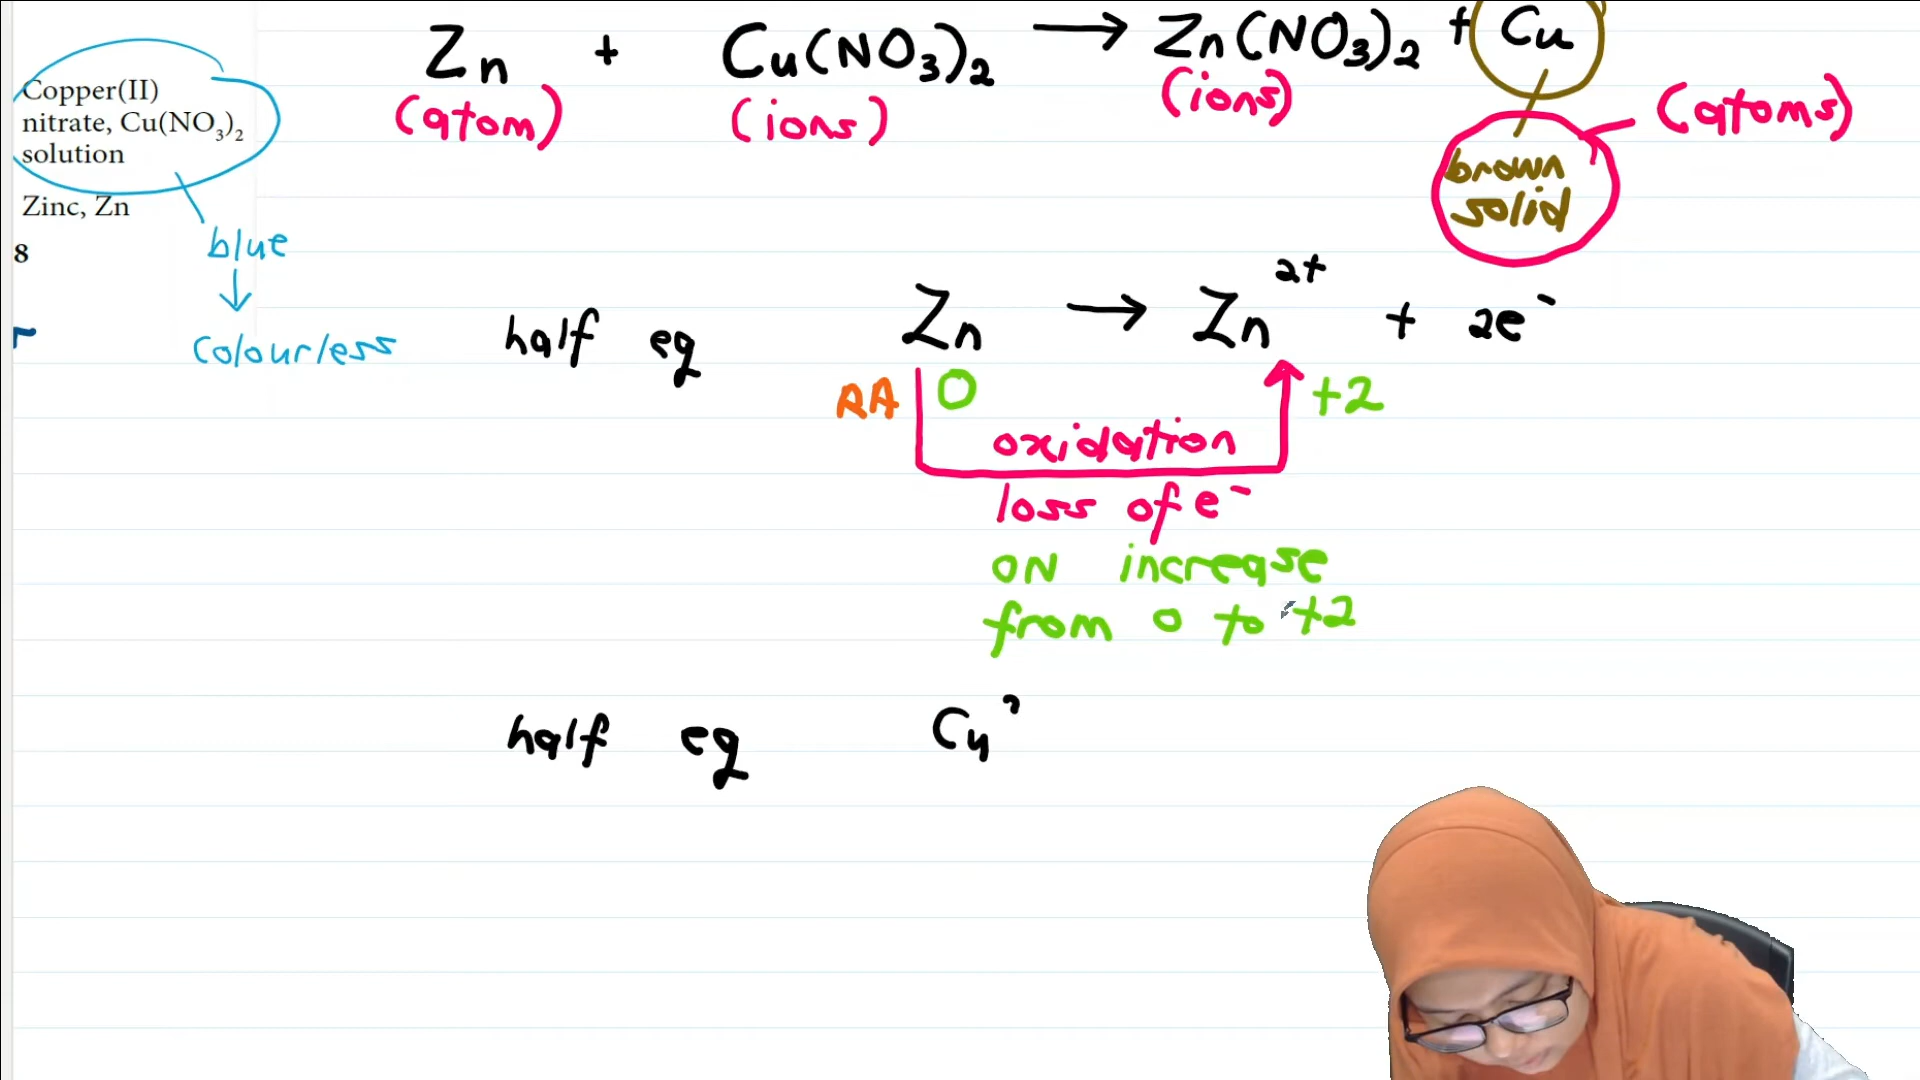 Zn + Cu(NO₃)₂ → Zn(NO₃)₂ + Cu
(atom) (ions) (ions) (atoms)
brown
solid
Copper(II)
nitrate, Cu(NO₃)₂
solution
Zinc, Zn
8
blue
↓
colourless
half eq Zn → Zn²⁺ + 2e⁻
RA 0 +2
oxidation
loss of e⁻
ON increase
from 0 to +2
half eq Cu²